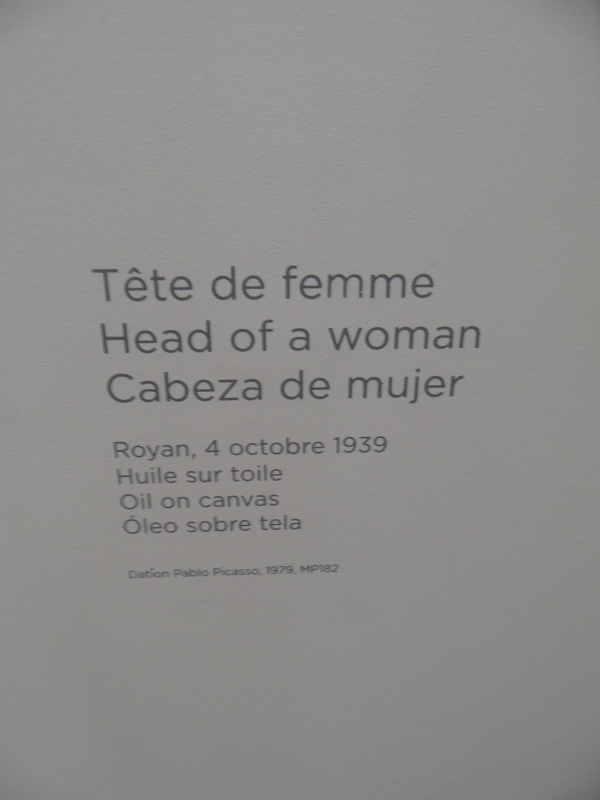 Tête de femme
Head of a woman
Cabeza de mujer
Royan, 4 octobre 1939
Huile sur toile
Oil on canvas
Óleo sobre tela
Dation Pablo Picasso, 1979, MP182